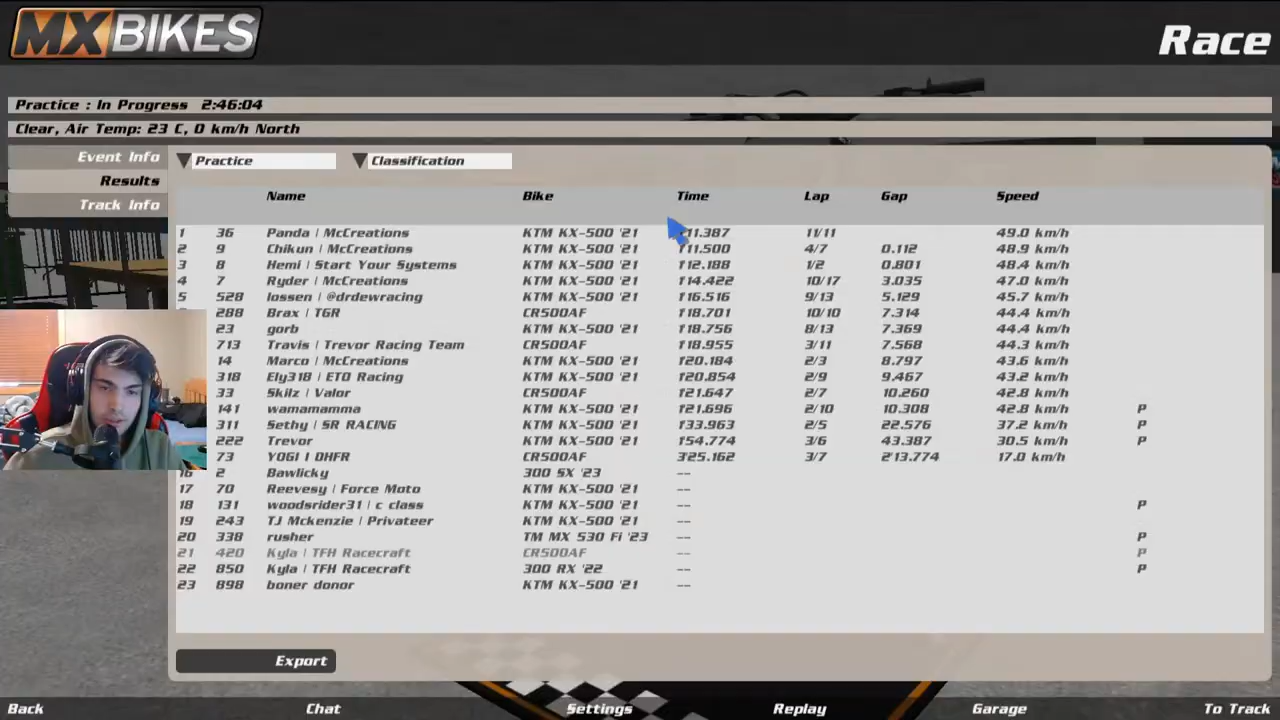 MXBIKES
Race
Practice : In Progress 2:46:04
Clear, Air Temp: 23 C, 0 km/h North
Event Info
Results
Track Info
Practice
Classification
Name Bike Time Lap Gap Speed
1 36 Panda | McCreations KTM KX-500 '21 1'11.387 11/11 49.0 km/h
2 9 Chikun | McCreations KTM KX-500 '21 1'11.500 4/7 0.112 48.9 km/h
3 8 Hemi | Start Your Systems KTM KX-500 '21 1'12.188 1/2 0.801 48.4 km/h
4 7 Ryder | McCreations KTM KX-500 '21 1'14.422 10/17 3.035 47.0 km/h
5 528 lossen | @drdewracing KTM KX-500 '21 1'16.516 9/13 5.129 45.7 km/h
288 Brax | TGR CR500AF 1'18.701 10/10 7.314 44.4 km/h
23 gorb KTM KX-500 '21 1'18.756 8/13 7.369 44.4 km/h
713 Travis | Trevor Racing Team CR500AF 1'18.955 3/11 7.568 44.3 km/h
14 Marco | McCreations KTM KX-500 '21 1'20.184 2/3 8.797 43.6 km/h
318 Ely318 | ETO Racing KTM KX-500 '21 1'20.854 2/9 9.467 43.2 km/h
33 Skilz | Valor CR500AF 1'21.647 2/7 10.260 42.8 km/h
141 wamamamma KTM KX-500 '21 1'21.696 2/10 10.308 42.8 km/h P
311 Sethy | SR RACING KTM KX-500 '21 1'33.963 2/5 22.576 37.2 km/h P
222 Trevor KTM KX-500 '21 1'54.774 3/6 43.387 30.5 km/h P
73 YOGI | DHFR CR500AF 3'25.162 3/7 2'13.774 17.0 km/h
16 2 Bawlicky 300 SX '23 --
17 70 Reevesy | Force Moto KTM KX-500 '21 --
18 131 woodsrider31 | c class KTM KX-500 '21 -- P
19 243 TJ Mckenzie | Privateer KTM KX-500 '21 --
20 338 rusher TM MX 530 Fi '23 -- P
21 420 Kyla | TFH Racecraft CR500AF -- P
22 850 Kyla | TFH Racecraft 300 RX '22 -- P
23 898 boner donor KTM KX-500 '21 --
Export
Back Chat Settings Replay Garage To Track